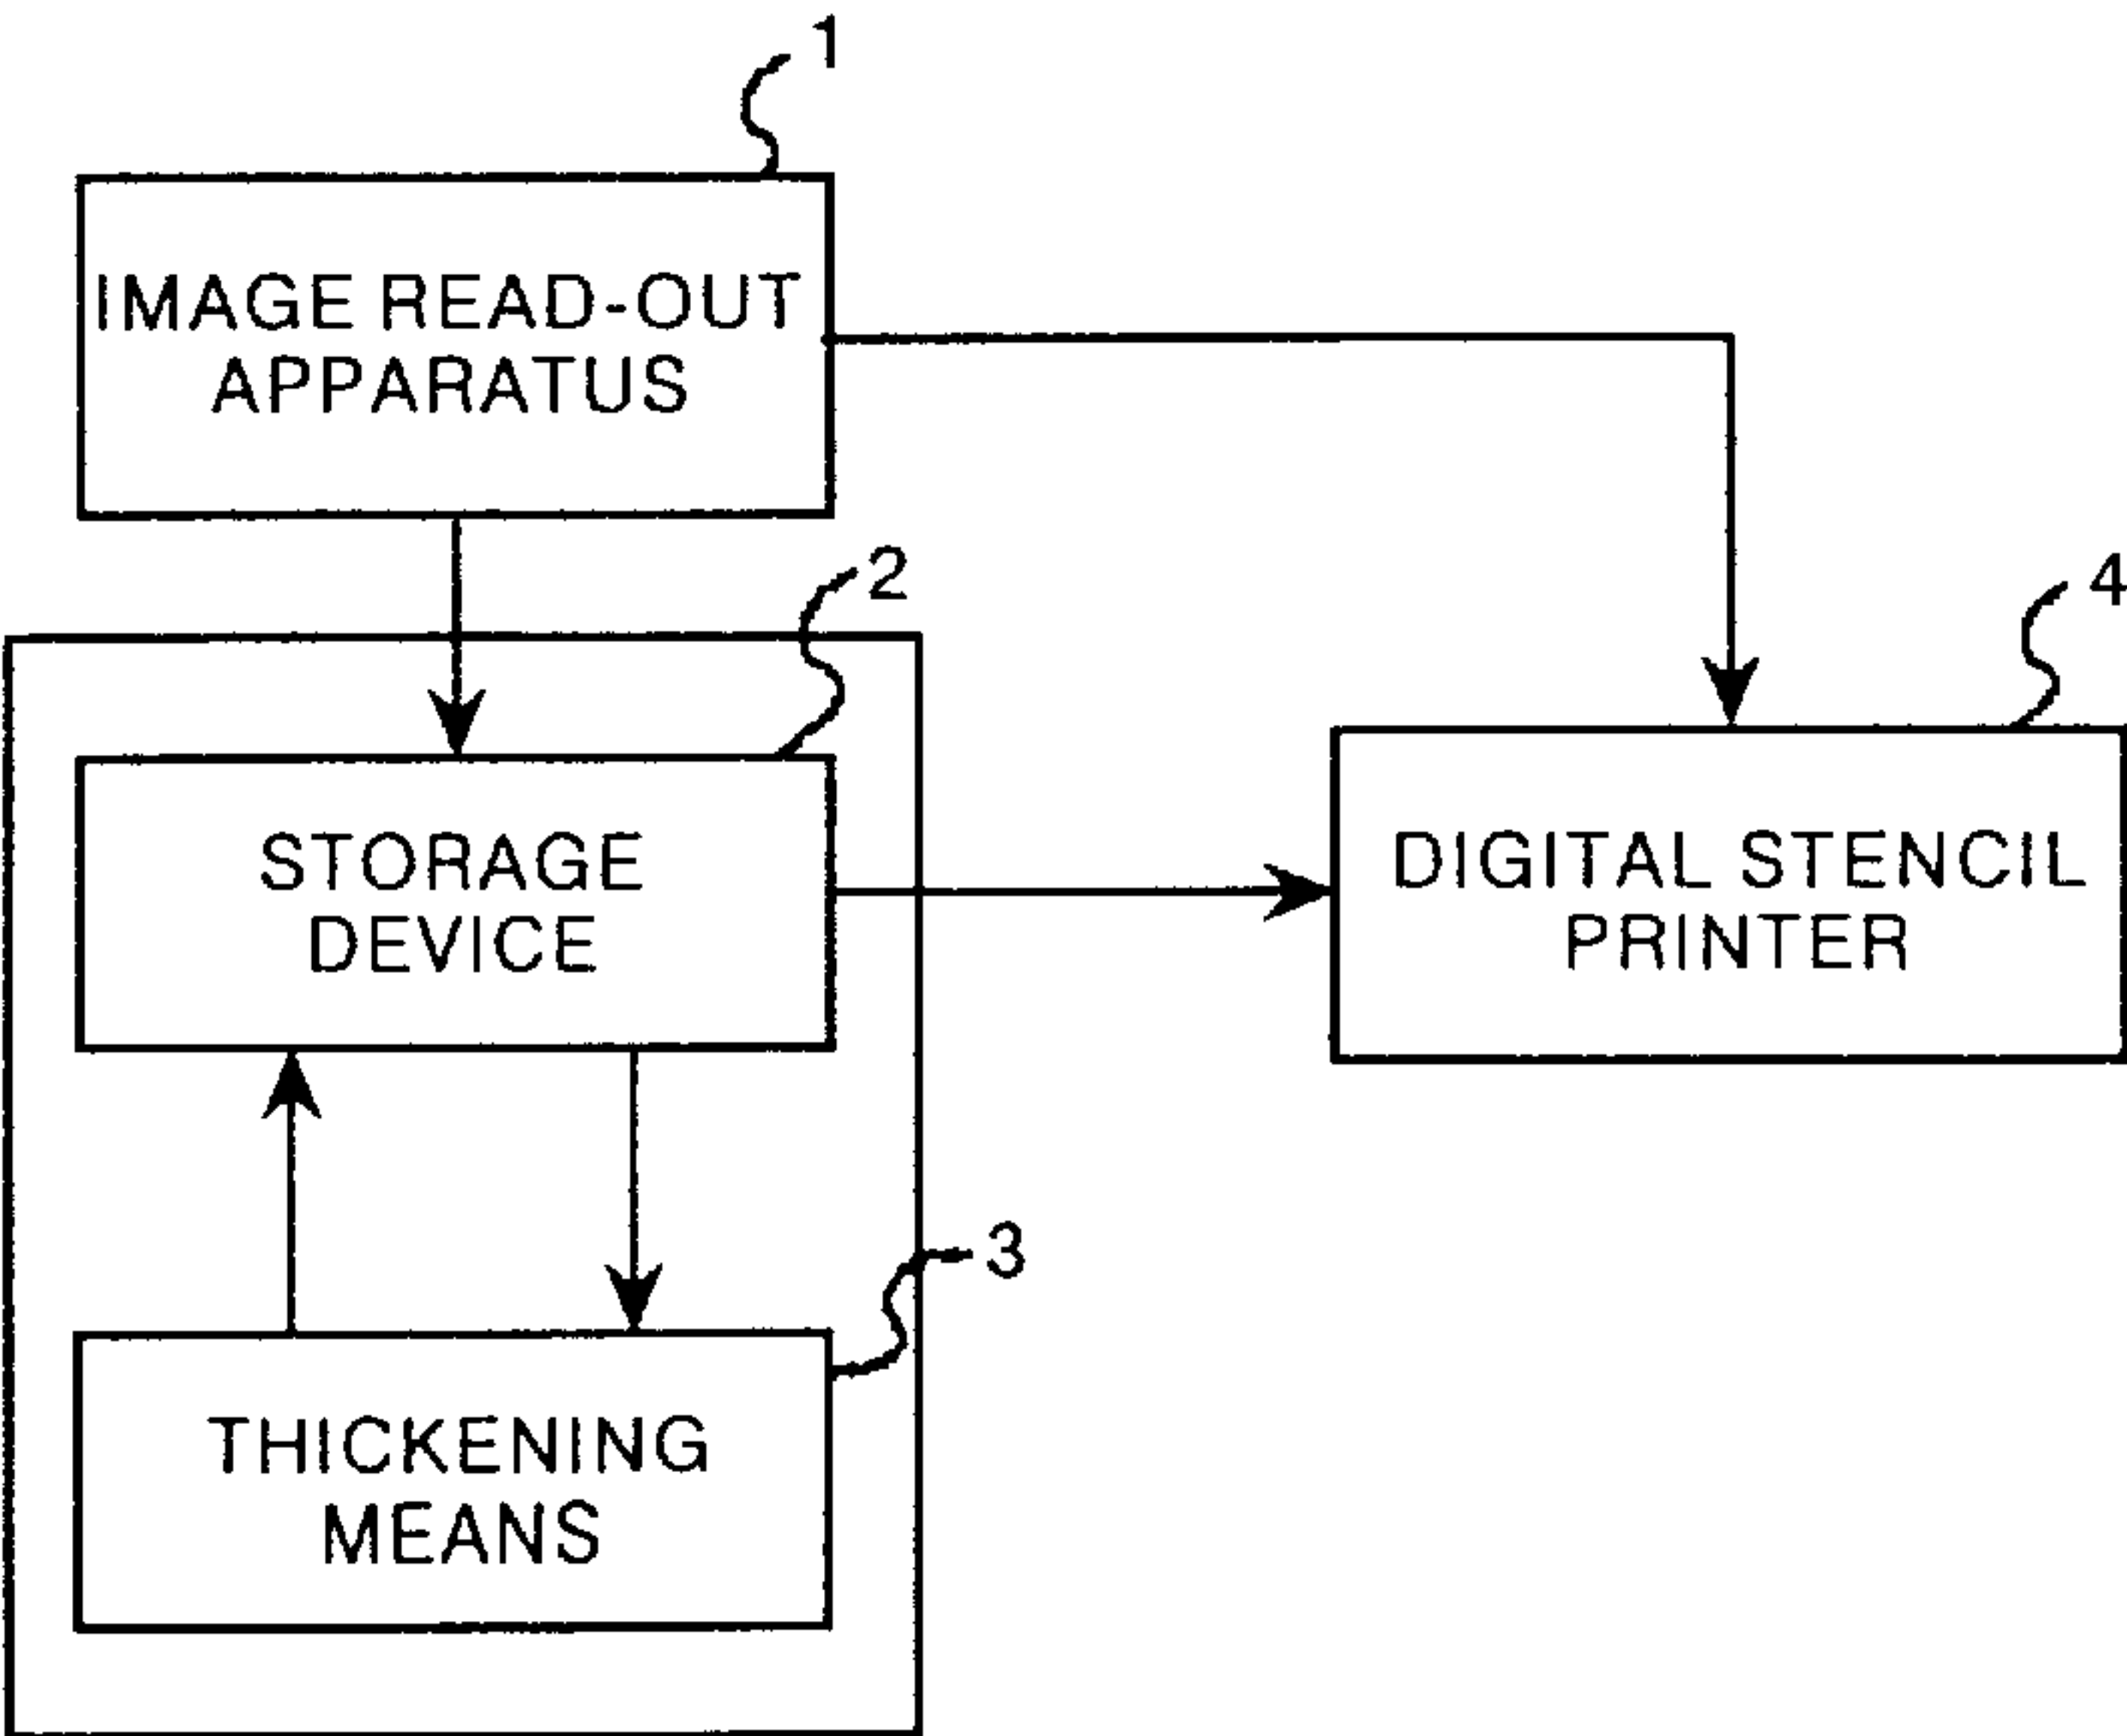 1
IMAGE READ-OUT
APPARATUS
2
4
STORAGE
DEVICE
DIGITAL STENCIL
PRINTER
3
THICKENING
MEANS